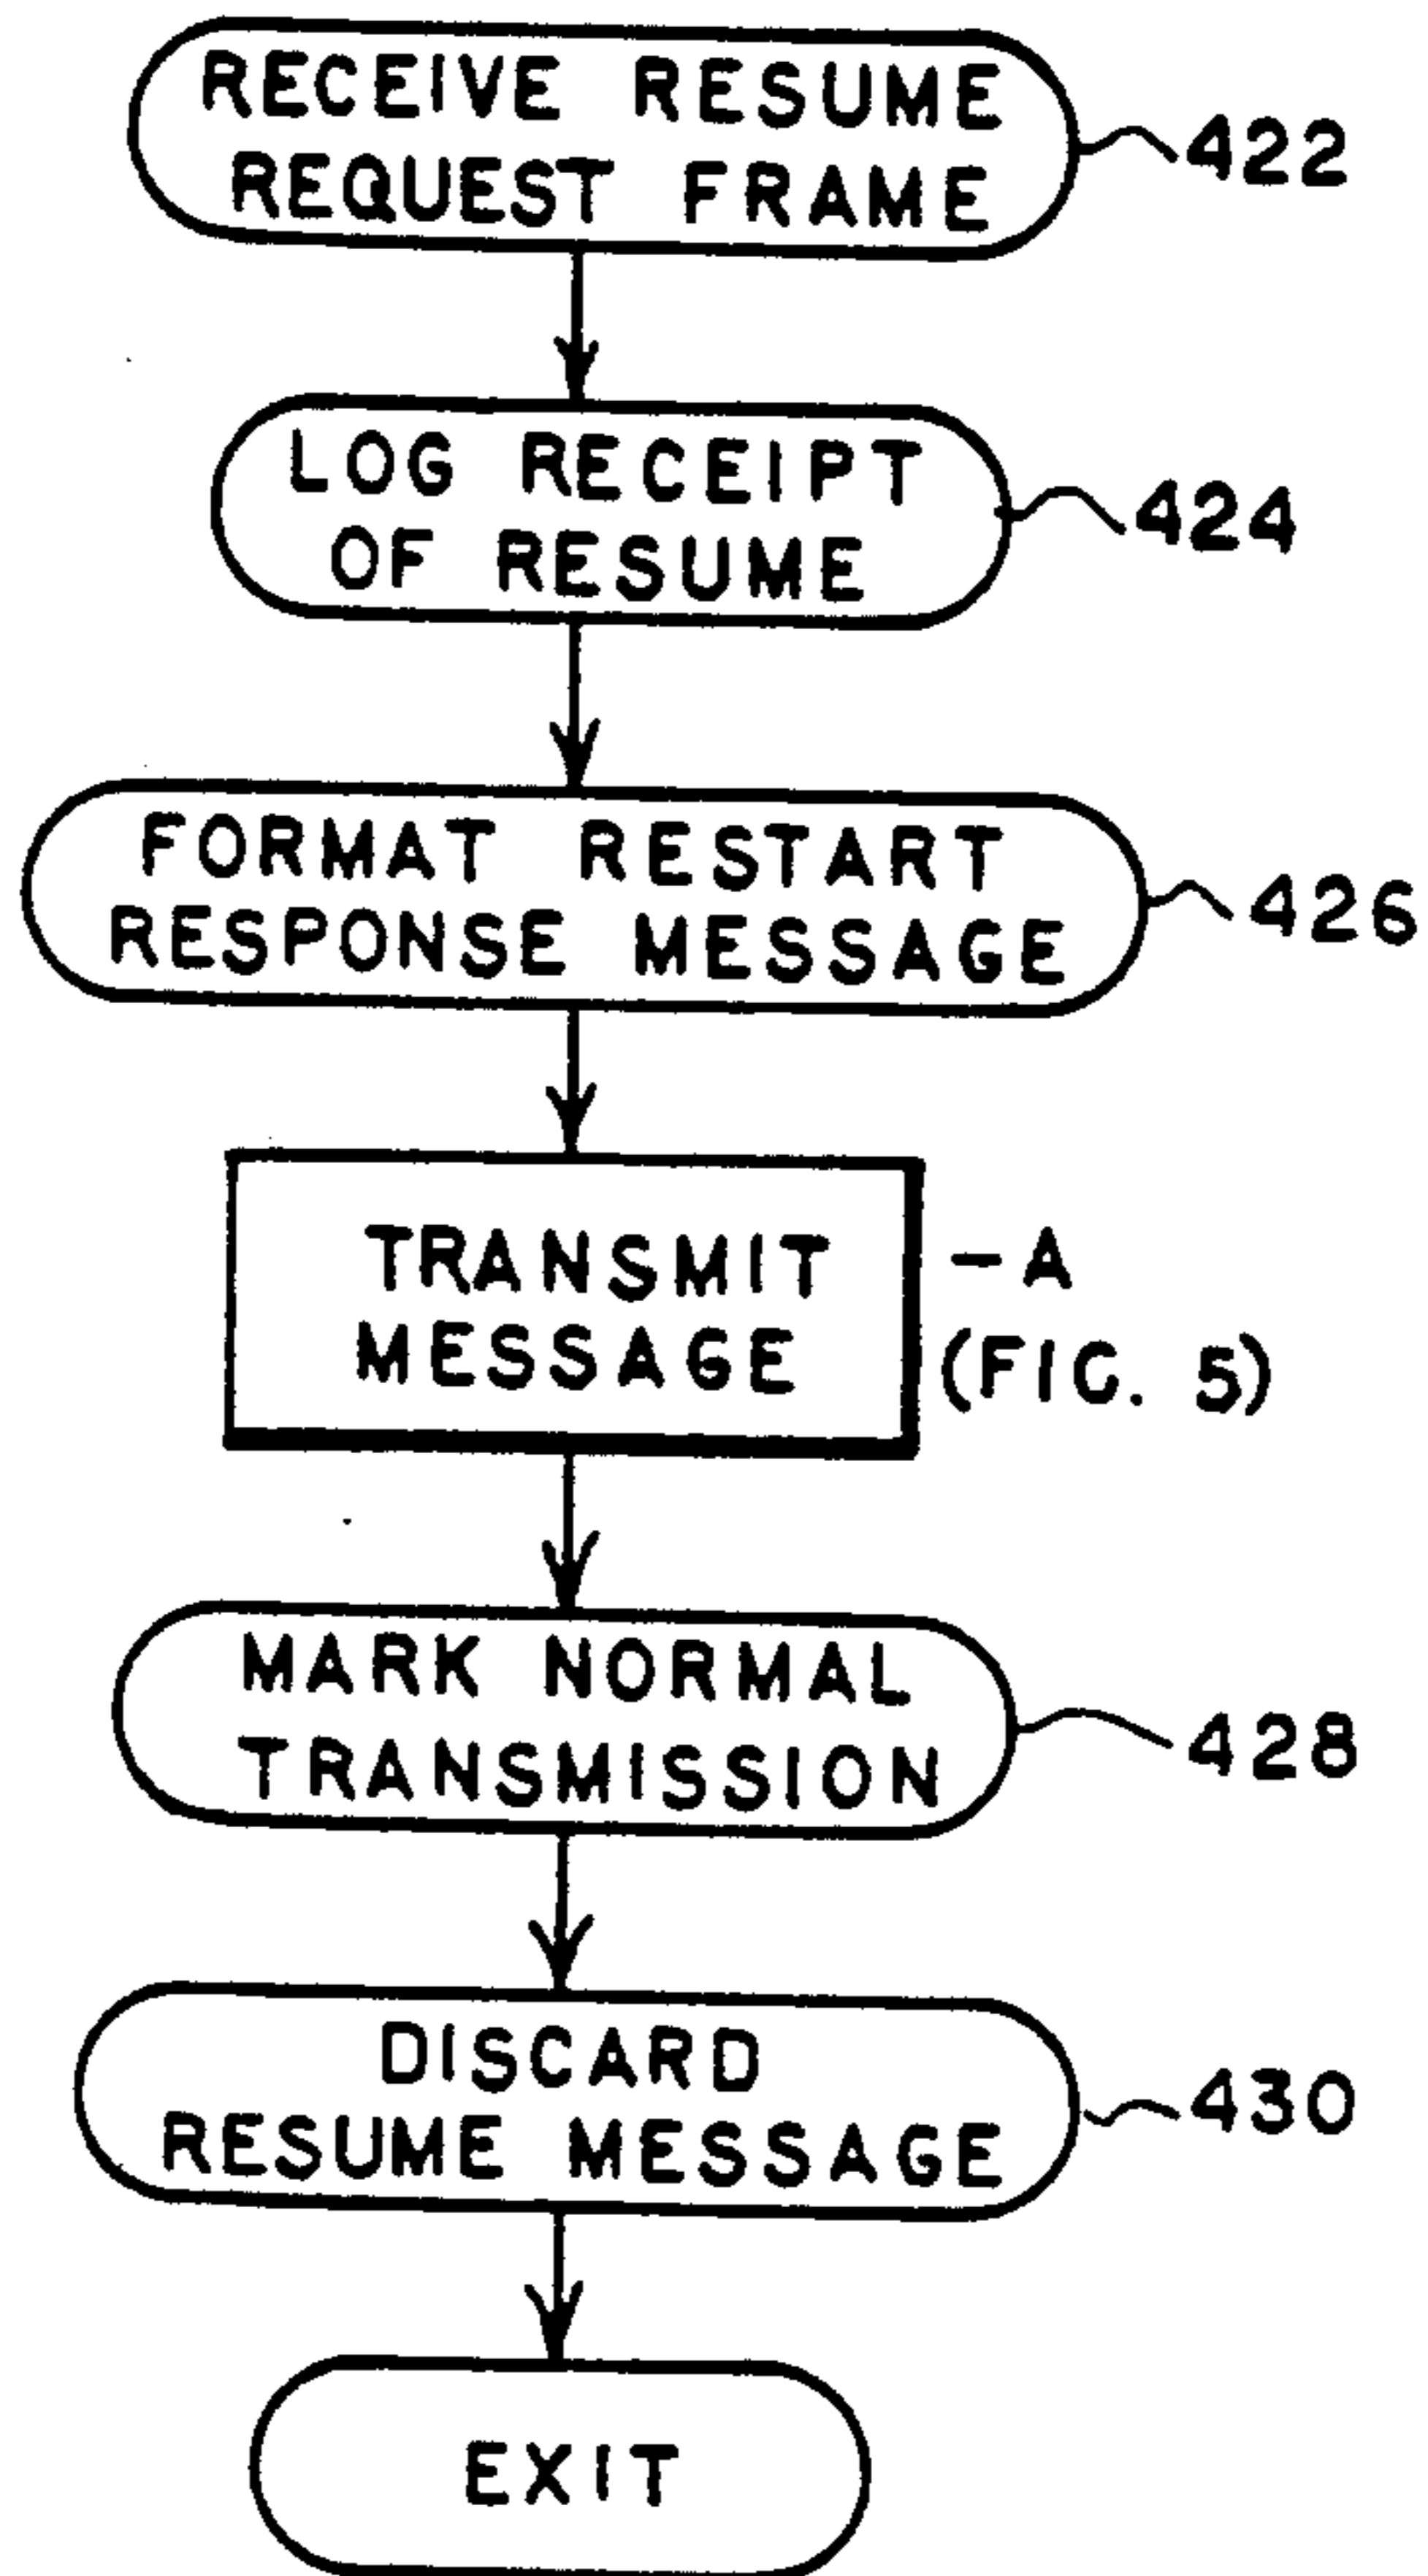 RECEIVE RESUME
REQUEST FRAME
422
LOG RECEIPT
OF RESUME
424
FORMAT RESTART
RESPONSE MESSAGE
426
TRANSMIT
MESSAGE
-A
(FIG. 5)
MARK NORMAL
TRANSMISSION
428
DISCARD
RESUME MESSAGE
430
EXIT